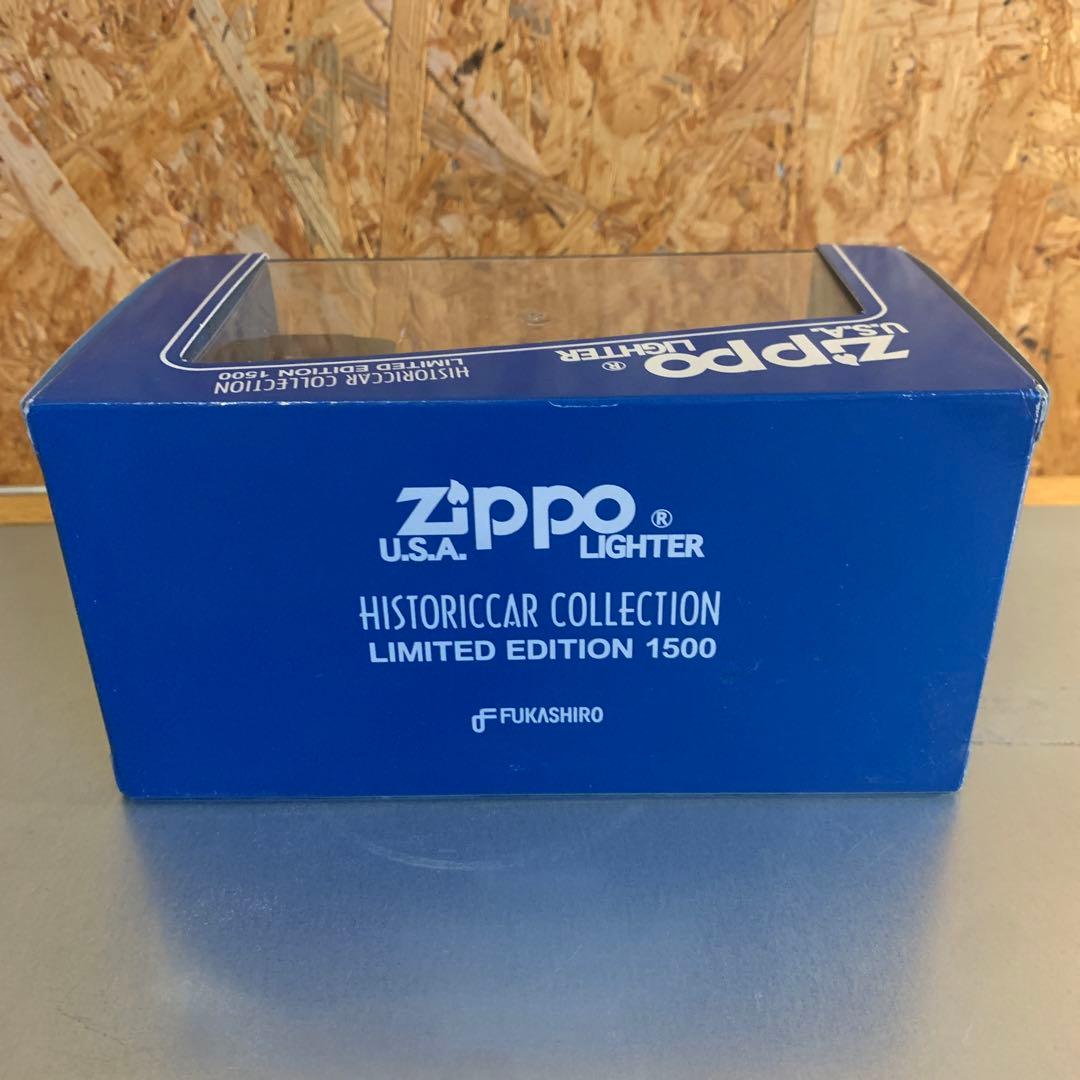 zippo®
U.S.A. LIGHTER
HISTORICCAR COLLECTION
LIMITED EDITION 1500
zippo
U.S.A. LIGHTER ®
HISTORICCAR COLLECTION
LIMITED EDITION 1500
FUKASHIRO